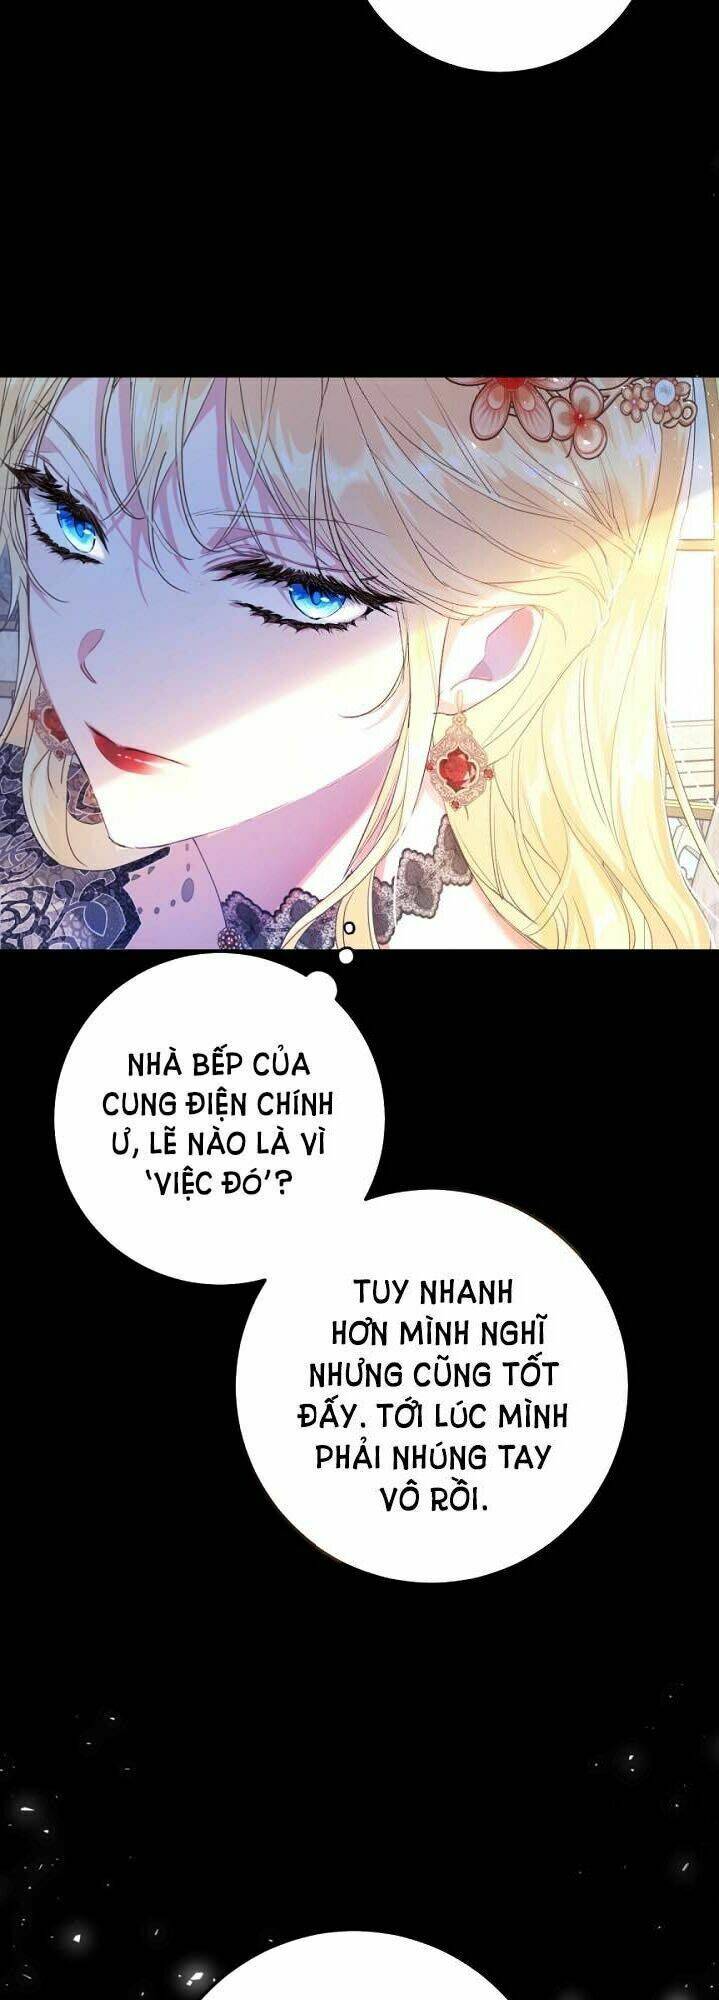 NHÀ BẾP CỦA
CUNG ĐIỆN CHÍNH
Ư, LẼ NÀO LÀ VÌ
‘VIỆC ĐÓ’?
TUY NHANH
HƠN MÌNH NGHĨ
NHƯNG CŨNG TỐT
ĐẤY. TỚI LÚC MÌNH
PHẢI NHÚNG TAY
VÔ RỒI.